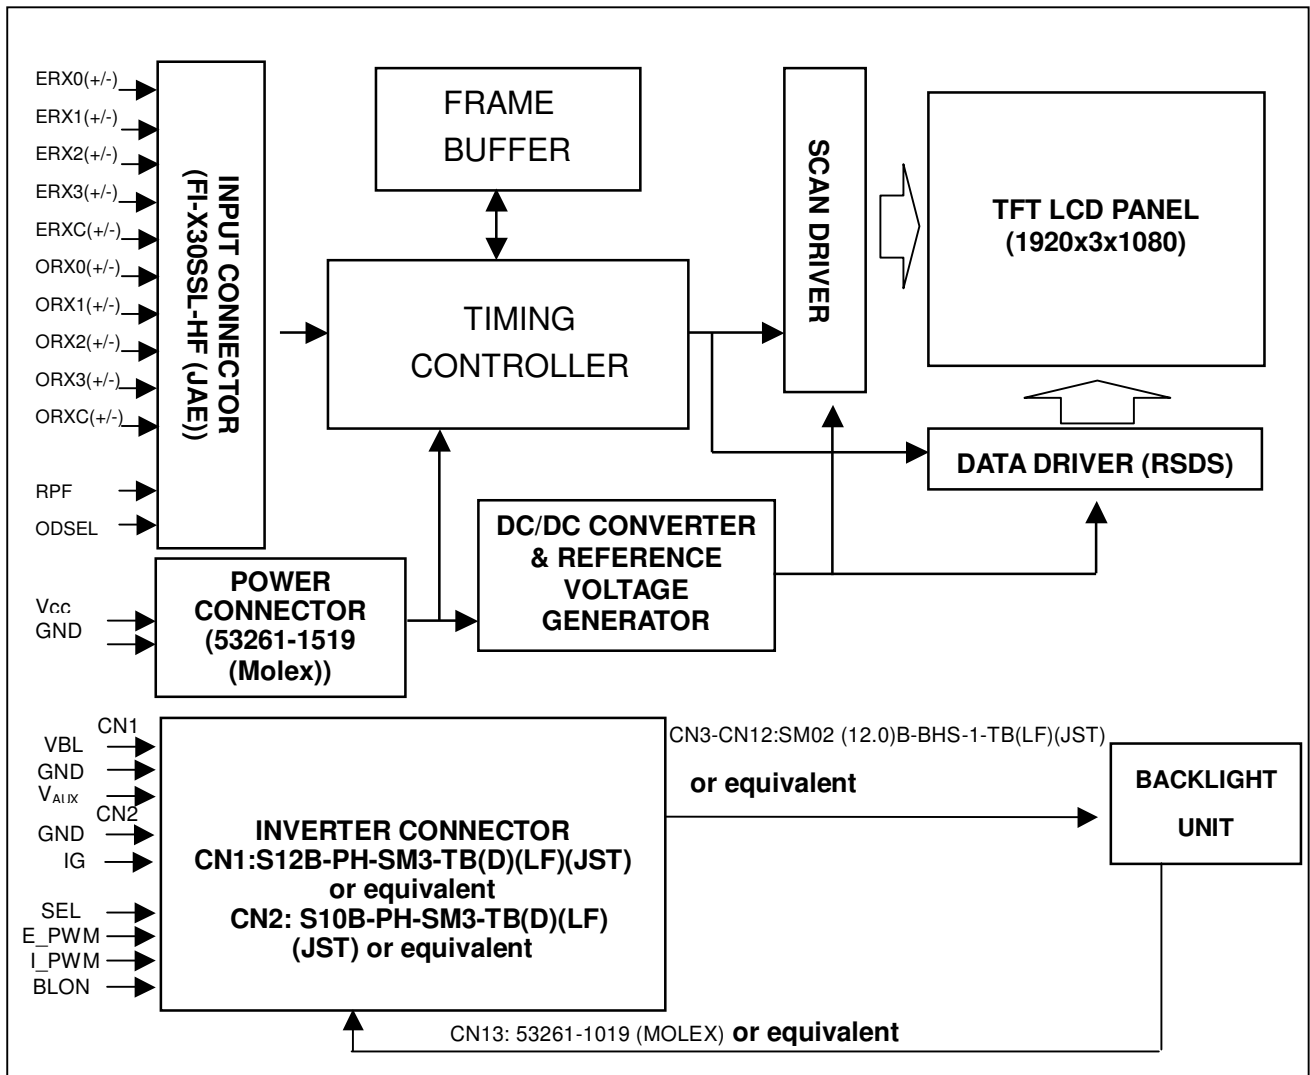 ERX0(+/-)
ERX1(+/-)
ERX2(+/-)
ERX3(+/-)
ERXC(+/-)
ORX0(+/-)
ORX1(+/-)
ORX2(+/-)
ORX3(+/-)
ORXC(+/-)
RPF
ODSEL
INPUT CONNECTOR
(FI-X30SSL-HF (JAE))
FRAME
BUFFER
TIMING
CONTROLLER
SCAN DRIVER
TFT LCD PANEL
(1920x3x1080)
DATA DRIVER (RSDS)
DC/DC CONVERTER
& REFERENCE
VOLTAGE
GENERATOR
Vcc
GND
POWER
CONNECTOR
(53261-1519
(Molex))
CN1
VBL
GND
VAUX
CN2
GND
IG
SEL
E_PWM
I_PWM
BLON
INVERTER CONNECTOR
CN1:S12B-PH-SM3-TB(D)(LF)(JST)
or equivalent
CN2: S10B-PH-SM3-TB(D)(LF)
(JST) or equivalent
CN3-CN12:SM02 (12.0)B-BHS-1-TB(LF)(JST)
or equivalent
BACKLIGHT
UNIT
CN13: 53261-1019 (MOLEX) or equivalent